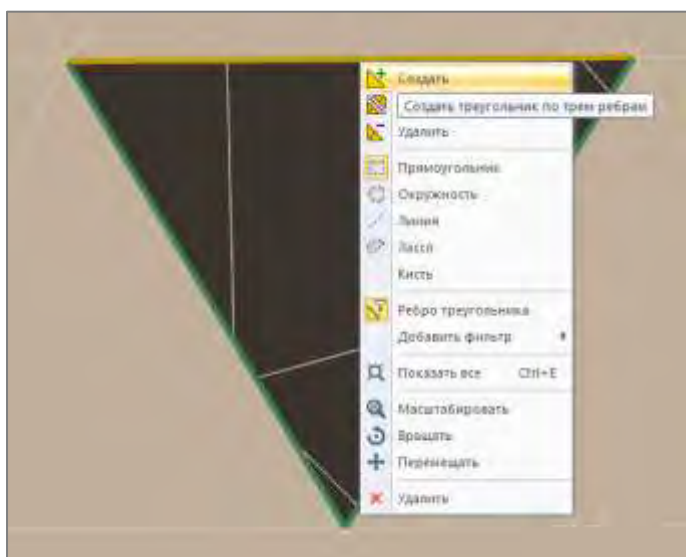 Создать
Создать треугольник по трем ребрам
Удалить
Прямоугольник
Окружность
Линия
Лассо
Кисть
Ребро треугольника
Добавить фильтр
Показать все Ctrl+E
Масштабировать
Вращать
Перемещать
Удалить